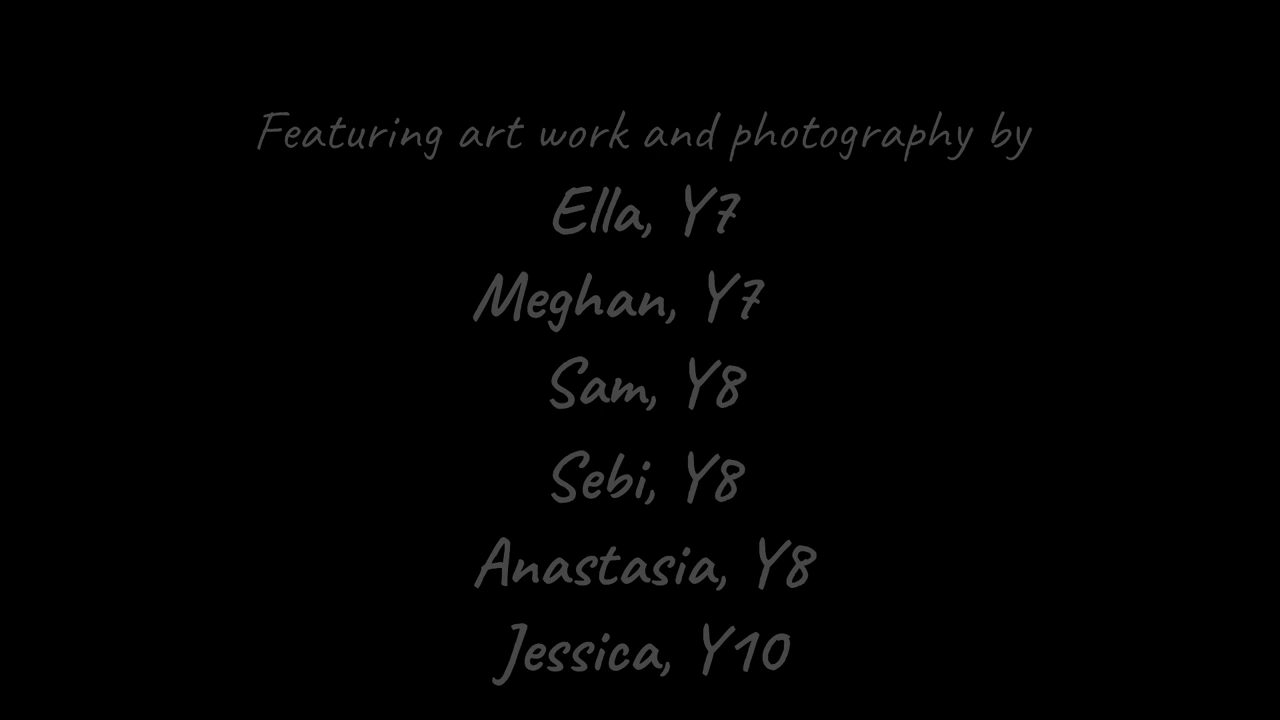 Featuring art work and photography by
Ella, Y7
Meghan, Y7
Sam, Y8
Sebi, Y8
Anastasia, Y8
Jessica, Y10